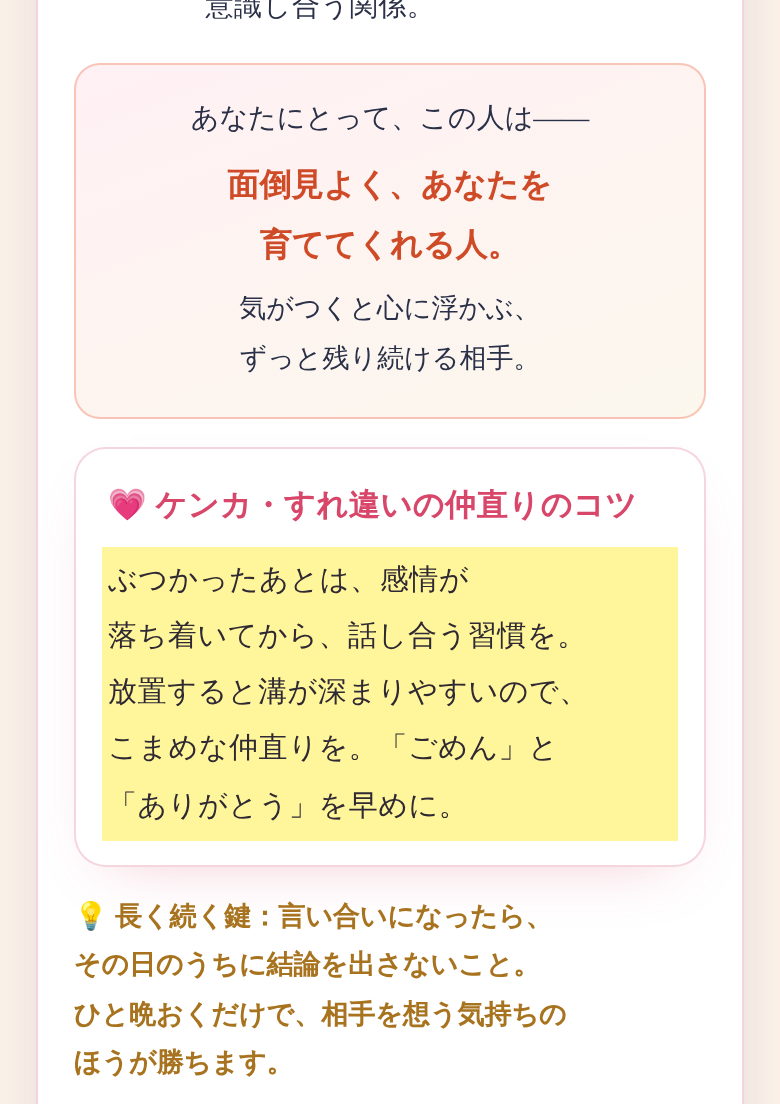 意識し合う関係。
あなたにとって、この人は——
面倒見よく、あなたを
育ててくれる人。
気がつくと心に浮かぶ、
ずっと残り続ける相手。
💗 ケンカ・すれ違いの仲直りのコツ
ぶつかったあとは、感情が
落ち着いてから、話し合う習慣を。
放置すると溝が深まりやすいので、
こまめな仲直りを。「ごめん」と
「ありがとう」を早めに。
💡 長く続く鍵：言い合いになったら、
その日のうちに結論を出さないこと。
ひと晩おくだけで、相手を想う気持ちの
ほうが勝ちます。